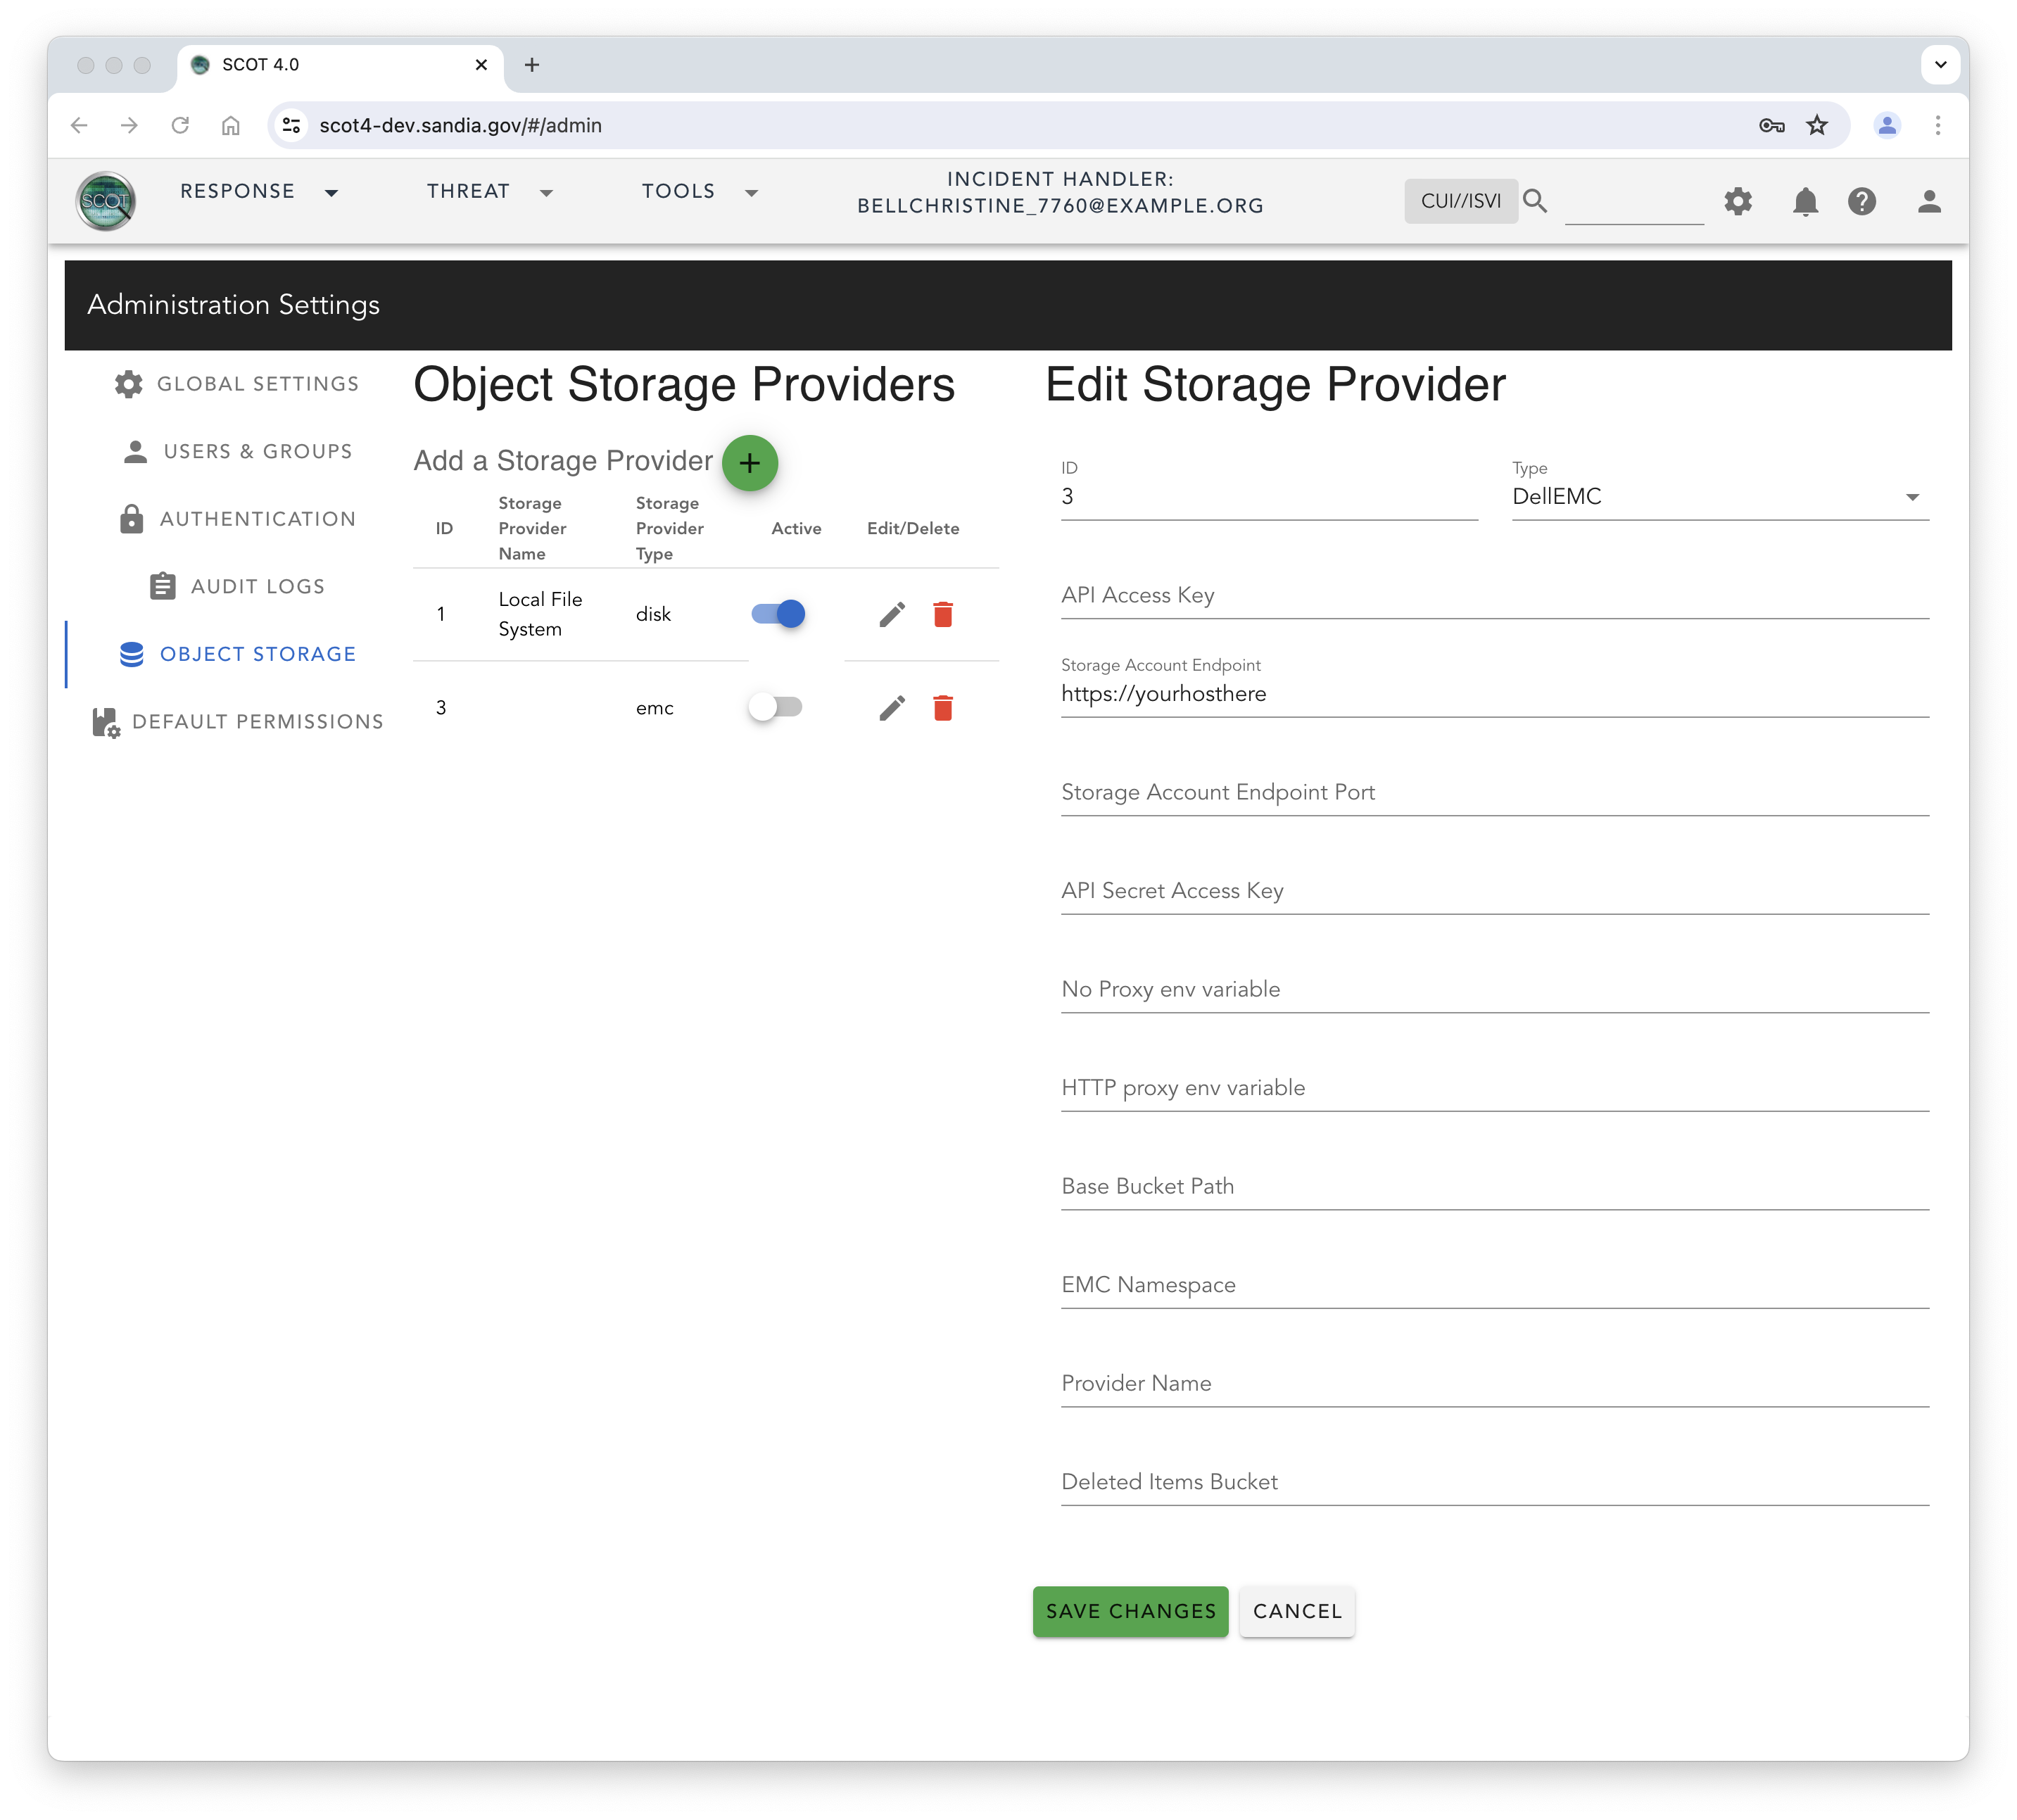 SCOT 4.0
scot4-dev.sandia.gov/#/admin
SCOT
RESPONSE
THREAT
TOOLS
INCIDENT HANDLER:
BELLCHRISTINE_7760@EXAMPLE.ORG
CUI//ISVI
Administration Settings
GLOBAL SETTINGS
USERS & GROUPS
AUTHENTICATION
AUDIT LOGS
OBJECT STORAGE
DEFAULT PERMISSIONS
Object Storage Providers
Add a Storage Provider
ID
Storage
Provider
Name
Storage
Provider
Type
Active
Edit/Delete
1
Local File
System
disk
3
emc
Edit Storage Provider
ID
3
Type
DellEMC
API Access Key
Storage Account Endpoint
https://yourhosthere
Storage Account Endpoint Port
API Secret Access Key
No Proxy env variable
HTTP proxy env variable
Base Bucket Path
EMC Namespace
Provider Name
Deleted Items Bucket
SAVE CHANGES
CANCEL